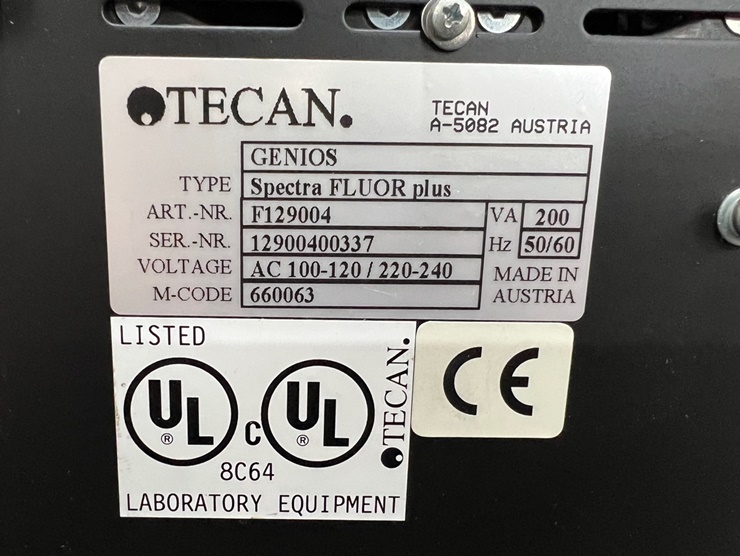 TECAN.
TECAN
A-5082 AUSTRIA
GENIOS
TYPE Spectra FLUOR plus
ART.-NR. F129004 VA 200
SER.-NR. 12900400337 Hz 50/60
VOLTAGE AC 100-120 / 220-240 MADE IN
M-CODE 660063 AUSTRIA
LISTED
UL ® C UL ®
8C64
LABORATORY EQUIPMENT
TECAN.
CE